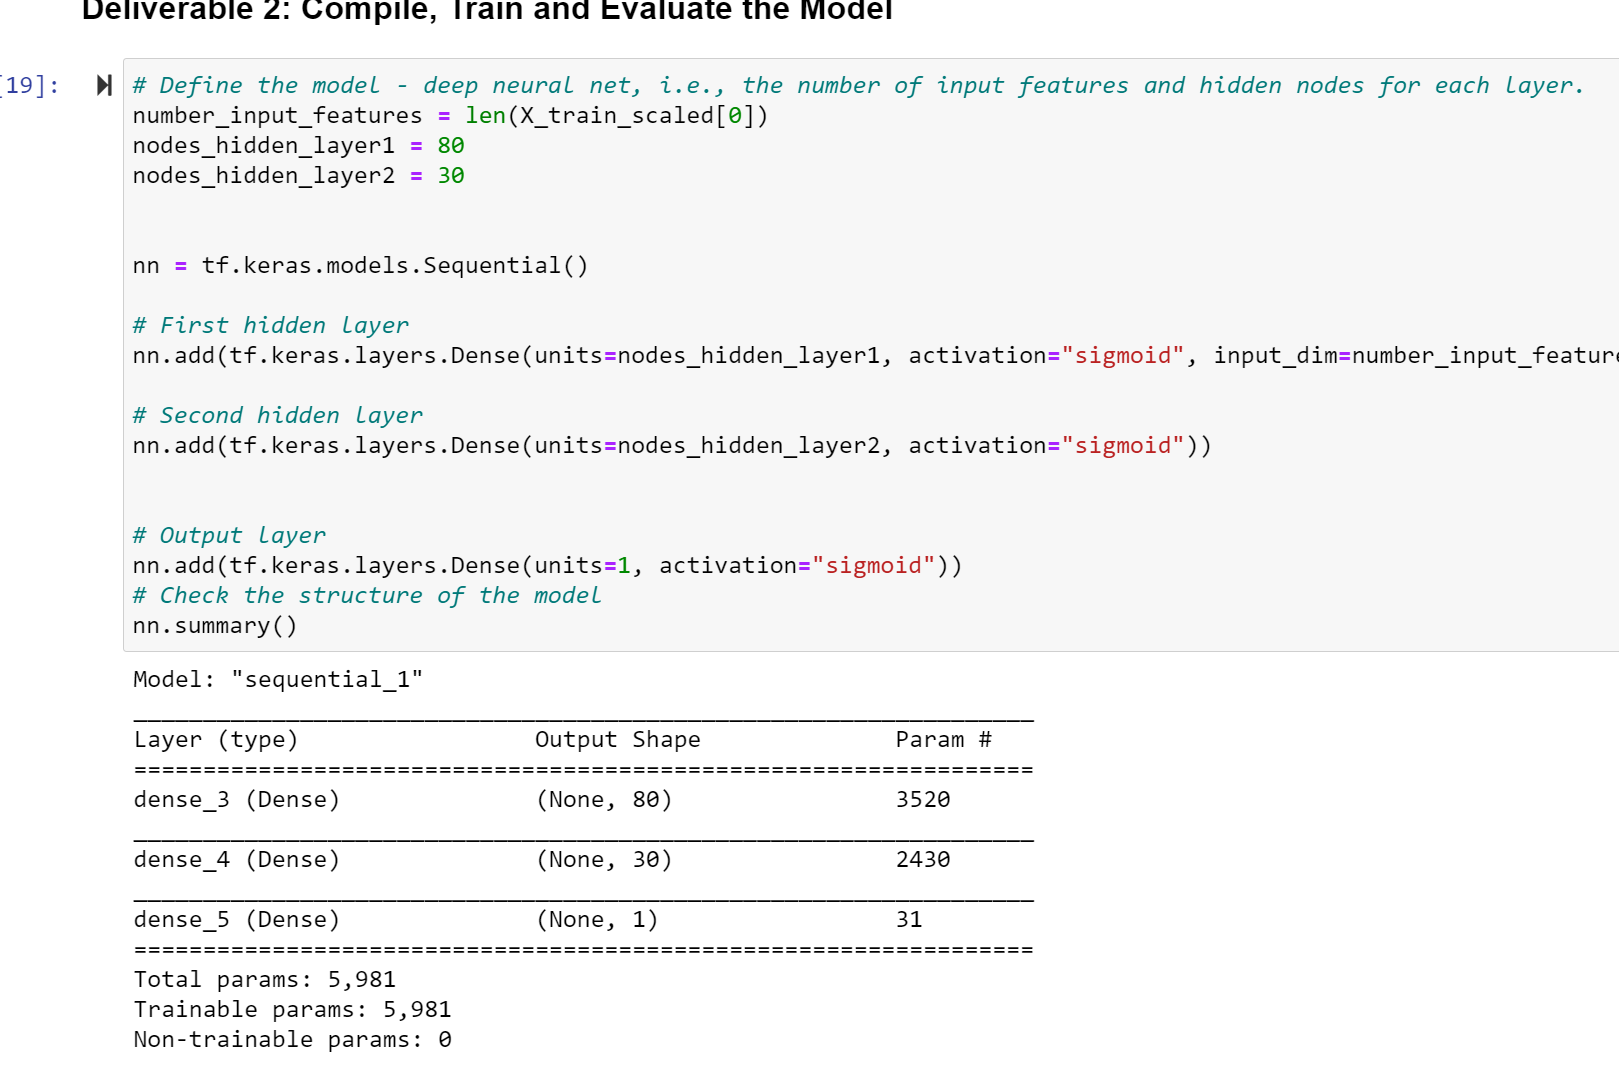 Deliverable 2: Compile, Train and Evaluate the Model
[19]:
# Define the model - deep neural net, i.e., the number of input features and hidden nodes for each layer.
number_input_features = len(X_train_scaled[0])
nodes_hidden_layer1 = 80
nodes_hidden_layer2 = 30
nn = tf.keras.models.Sequential()
# First hidden layer
nn.add(tf.keras.layers.Dense(units=nodes_hidden_layer1, activation="sigmoid", input_dim=number_input_feature
# Second hidden layer
nn.add(tf.keras.layers.Dense(units=nodes_hidden_layer2, activation="sigmoid"))
# Output layer
nn.add(tf.keras.layers.Dense(units=1, activation="sigmoid"))
# Check the structure of the model
nn.summary()
Model: "sequential_1"
_________________________________________________________________
Layer (type)                 Output Shape              Param #
=================================================================
dense_3 (Dense)              (None, 80)                3520
_________________________________________________________________
dense_4 (Dense)              (None, 30)                2430
_________________________________________________________________
dense_5 (Dense)              (None, 1)                 31
=================================================================
Total params: 5,981
Trainable params: 5,981
Non-trainable params: 0